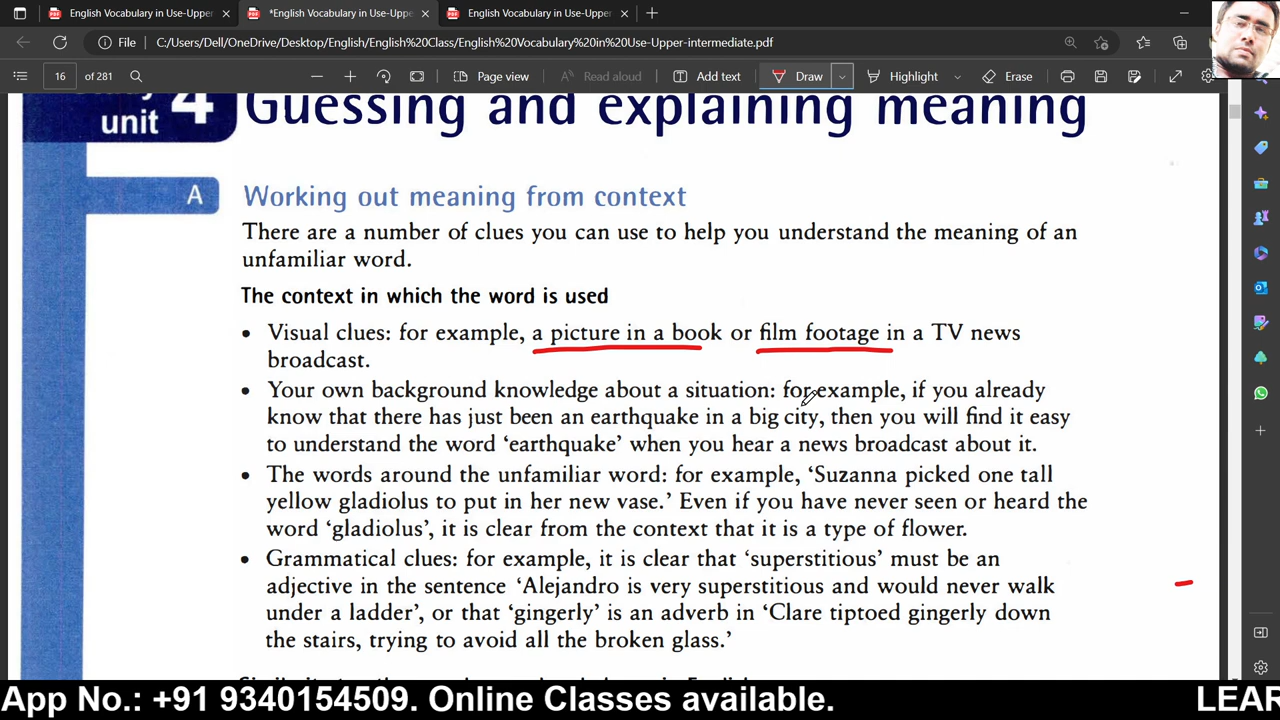 English Vocabulary in Use-Upper
*English Vocabulary in Use-Uppe
English Vocabulary in Use-Upper
File
C:/Users/Dell/OneDrive/Desktop/English/English%20Class/English%20Vocabulary%20in%20Use-Upper-intermediate.pdf
16 of 281
Page view
Read aloud
Add text
Draw
Highlight
Erase
unit 4
Guessing and explaining meaning
A
Working out meaning from context
There are a number of clues you can use to help you understand the meaning of an
unfamiliar word.
The context in which the word is used
• Visual clues: for example, a picture in a book or film footage in a TV news
broadcast.
• Your own background knowledge about a situation: for example, if you already
know that there has just been an earthquake in a big city, then you will find it easy
to understand the word ‘earthquake’ when you hear a news broadcast about it.
• The words around the unfamiliar word: for example, ‘Suzanna picked one tall
yellow gladiolus to put in her new vase.’ Even if you have never seen or heard the
word ‘gladiolus’, it is clear from the context that it is a type of flower.
• Grammatical clues: for example, it is clear that ‘superstitious’ must be an
adjective in the sentence ‘Alejandro is very superstitious and would never walk
under a ladder’, or that ‘gingerly’ is an adverb in ‘Clare tiptoed gingerly down
the stairs, trying to avoid all the broken glass.’
App No.: +91 9340154509. Online Classes available.
LEAR